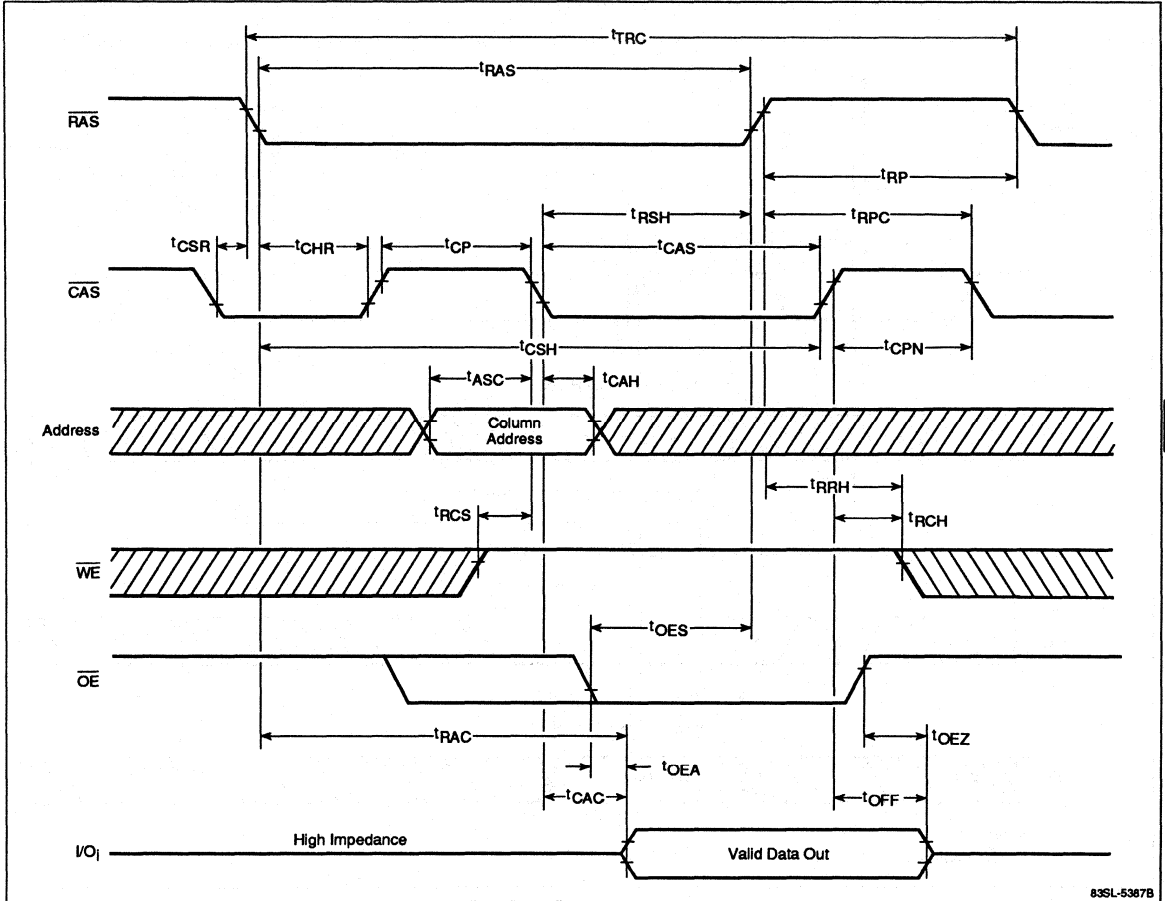 tTRC
tRAS
RAS
tRP
tRSH
tRPC
tCSR
tCHR
tCP
tCAS
CAS
tCSH
tCPN
tASC
tCAH
Address
Column
Address
tRRH
tRCS
tRCH
WE
tOES
OE
tRAC
tOEZ
tOEA
tCAC
tOFF
High Impedance
I/Oi
Valid Data Out
83SL-5367B